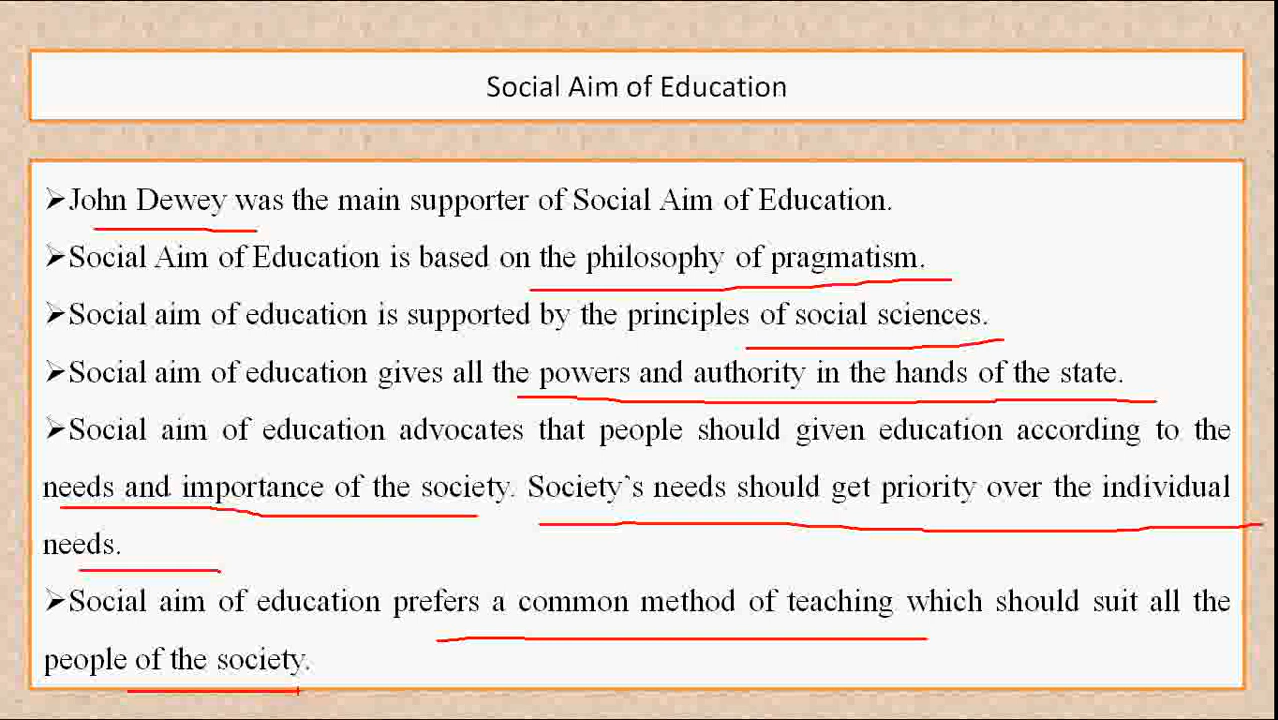 Social Aim of Education
➢John Dewey was the main supporter of Social Aim of Education.
➢Social Aim of Education is based on the philosophy of pragmatism.
➢Social aim of education is supported by the principles of social sciences.
➢Social aim of education gives all the powers and authority in the hands of the state.
➢Social aim of education advocates that people should given education according to the
needs and importance of the society. Society`s needs should get priority over the individual
needs.
➢Social aim of education prefers a common method of teaching which should suit all the
people of the society.